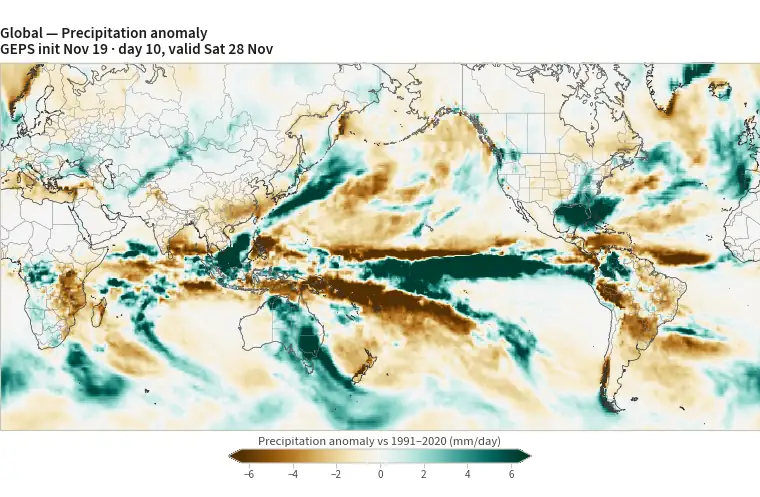 Global — Precipitation anomaly
GEPS init Nov 19 · day 10, valid Sat 28 Nov
Precipitation anomaly vs 1991–2020 (mm/day)
−6 −4 −2 0 2 4 6